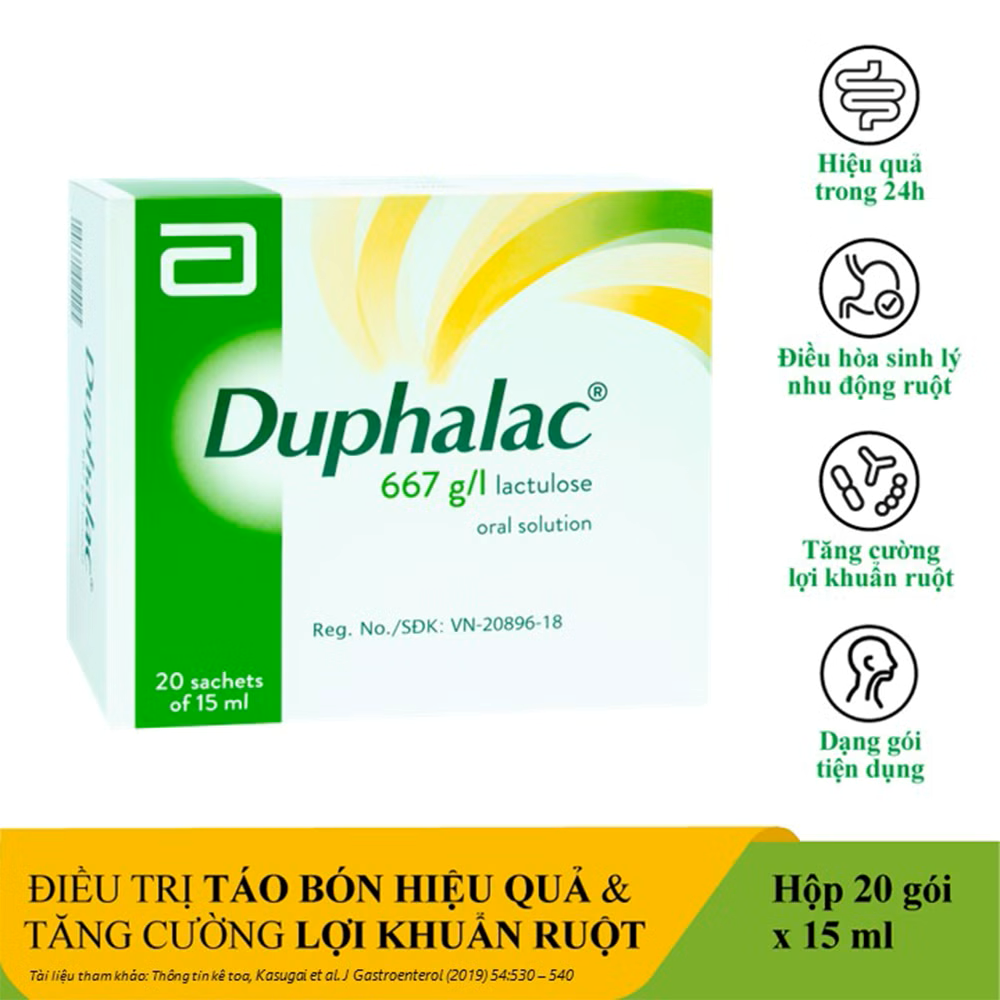 Duphalac®
667 g/l lactulose
oral solution
Reg. No./SĐK: VN-20896-18
20 sachets
of 15 ml
Duphalac®
Hiệu quả
trong 24h
Điều hòa sinh lý
nhu động ruột
Tăng cường
lợi khuẩn ruột
Dạng gói
tiện dụng
ĐIỀU TRỊ TÁO BÓN HIỆU QUẢ &
TĂNG CƯỜNG LỢI KHUẨN RUỘT
Tài liệu tham khảo: Thông tin kê toa, Kasugai et al. J Gastroenterol (2019) 54:530 – 540
Hộp 20 gói
x 15 ml